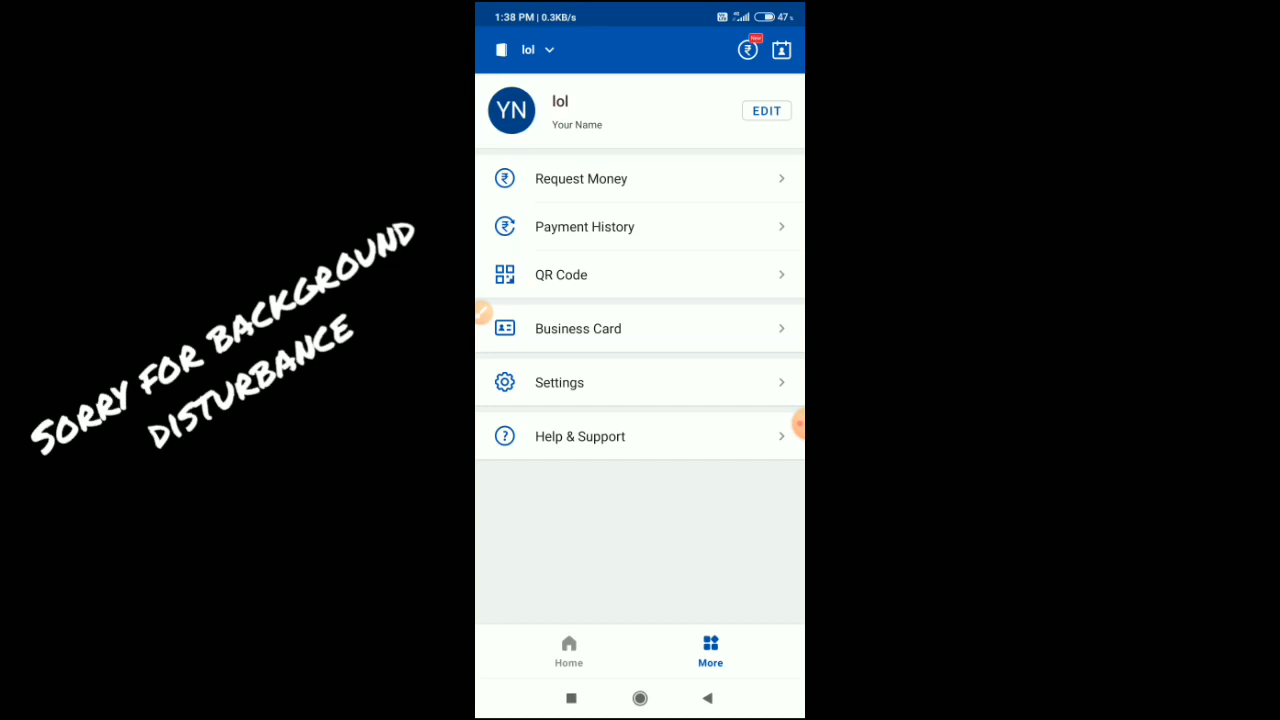 1:38 PM | 0.3KB/s
47
lol
New
YN
lol
Your Name
EDIT
Request Money
Payment History
QR Code
Business Card
Settings
Help & Support
Home
More
Sorry for background
disturbance